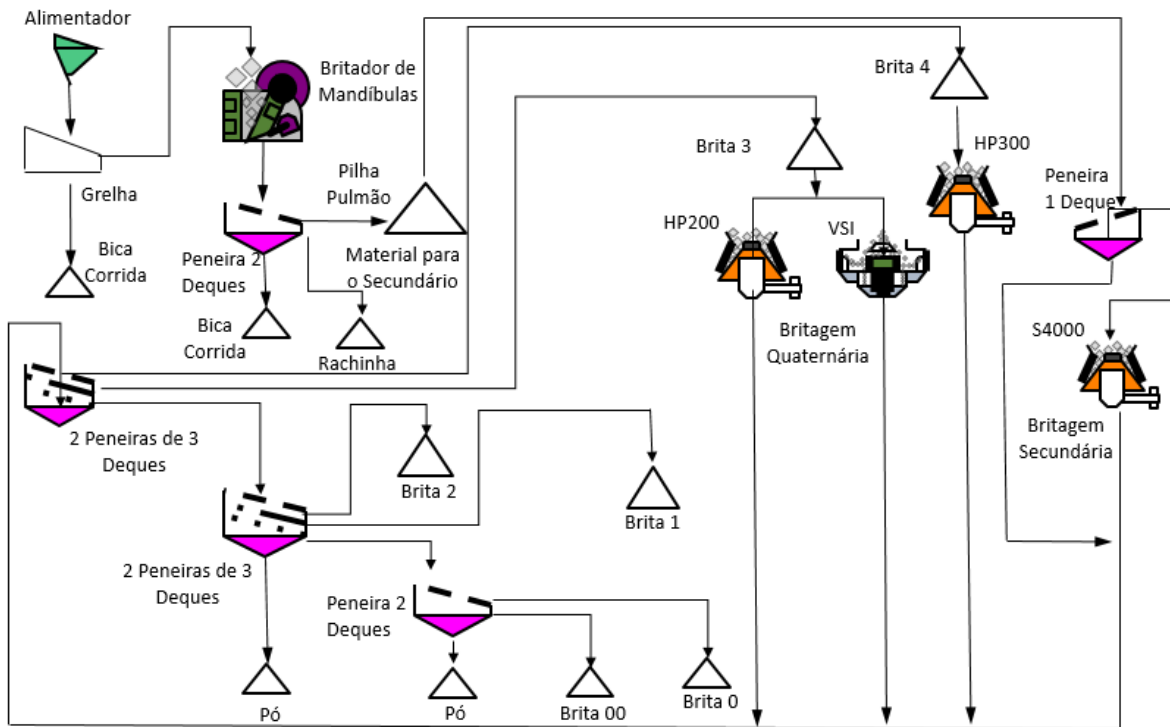 Alimentador
Britador de
Mandíbulas
Brita 4
Brita 3
HP300
Grelha
Pilha
Pulmão
Peneira
1 Deque
Bica
Corrida
Peneira 2
Deques
Material para
o Secundário
HP200
VSI
Bica
Corrida
Rachinha
Britagem
Quaternária
S4000
2 Peneiras de 3
Deques
Britagem
Secundária
Brita 2
Brita 1
2 Peneiras de 3
Deques
Peneira 2
Deques
Pó
Pó
Brita 00
Brita 0